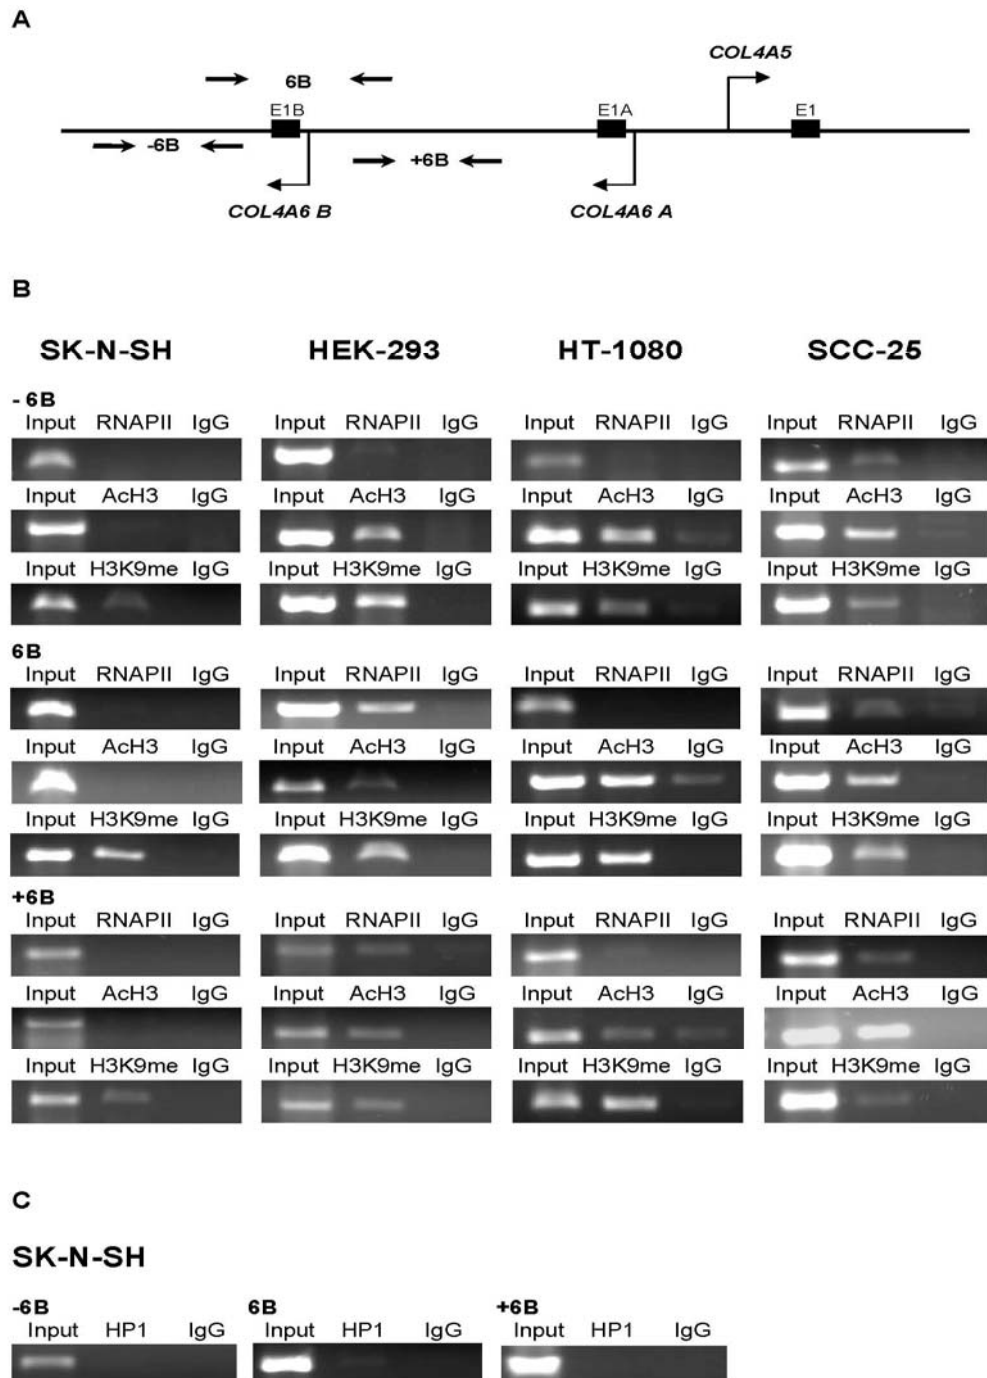 A
COL4A5
6B
E1B E1A E1
-6B +6B
COL4A6 B COL4A6 A
B
SK-N-SH HEK-293 HT-1080 SCC-25
- 6B
Input RNAPII IgG Input RNAPII IgG Input RNAPII IgG Input RNAPII IgG
Input AcH3 IgG Input AcH3 IgG Input AcH3 IgG Input AcH3 IgG
Input H3K9me IgG Input H3K9me IgG Input H3K9me IgG Input H3K9me IgG
6B
Input RNAPII IgG Input RNAPII IgG Input RNAPII IgG Input RNAPII IgG
Input AcH3 IgG Input AcH3 IgG Input AcH3 IgG Input AcH3 IgG
Input H3K9me IgG Input H3K9me IgG Input H3K9me IgG Input H3K9me IgG
+6B
Input RNAPII IgG Input RNAPII IgG Input RNAPII IgG Input RNAPII IgG
Input AcH3 IgG Input AcH3 IgG Input AcH3 IgG Input AcH3 IgG
Input H3K9me IgG Input H3K9me IgG Input H3K9me IgG Input H3K9me IgG
C
SK-N-SH
-6B 6B +6B
Input HP1 IgG Input HP1 IgG Input HP1 IgG